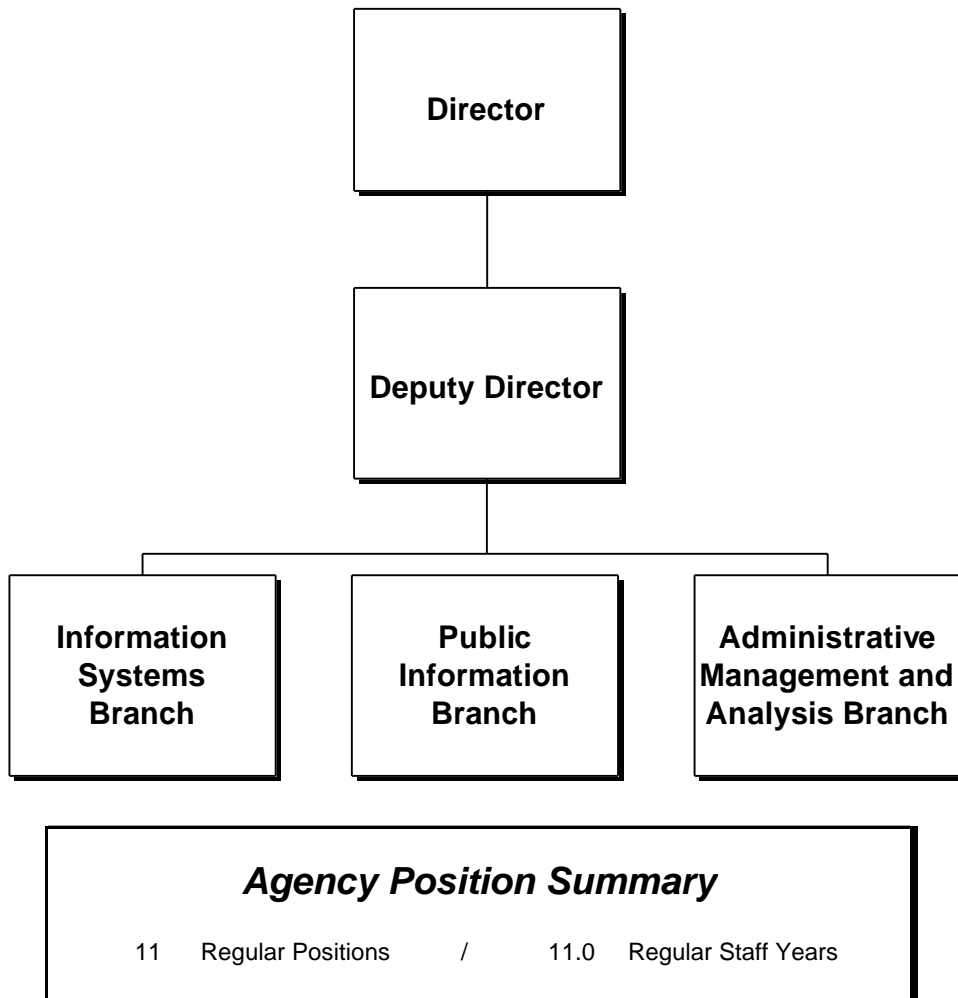 Director
Deputy Director
Information
Systems
Branch
Public
Information
Branch
Administrative
Management and
Analysis Branch
Agency Position Summary
11 Regular Positions / 11.0 Regular Staff Years